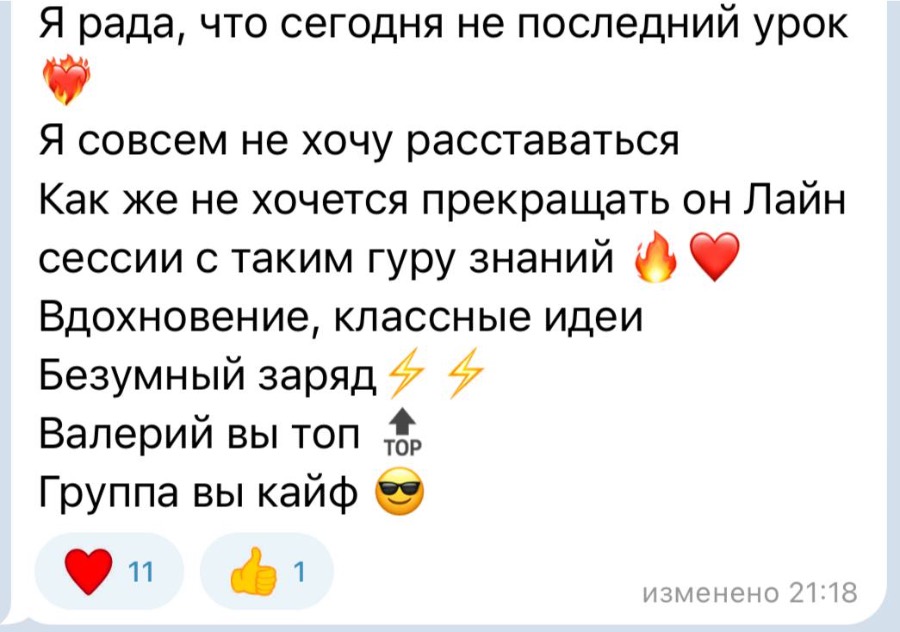 Я рада, что сегодня не последний урок
❤️‍🔥
Я совсем не хочу расставаться
Как же не хочется прекращать он Лайн
сессии с таким гуру знаний 🔥❤️
Вдохновение, классные идеи
Безумный заряд⚡️⚡️
Валерий вы топ 🔝
Группа вы кайф 😎
❤️ 11 👍 1
изменено 21:18